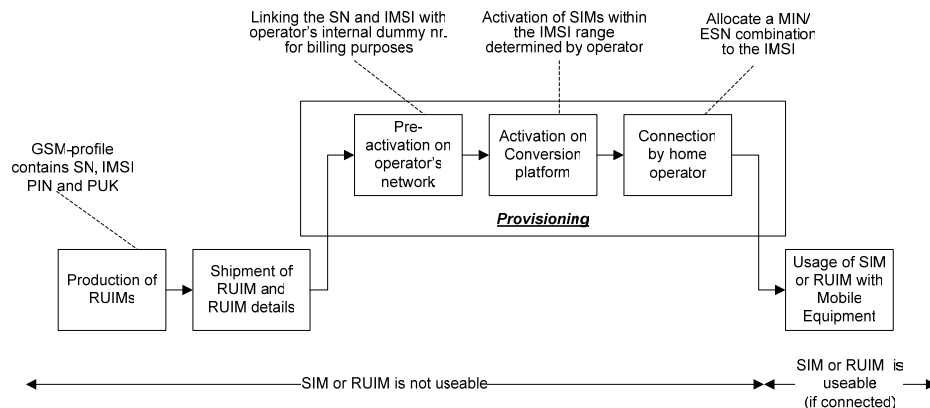 Linking the SN and IMSI with
operator's internal dummy nr.
for billing purposes
Activation of SIMs within
the IMSI range
determined by operator
Allocate a MIN/
ESN combination
to the IMSI
GSM-profile
contains SN, IMSI
PIN and PUK
Pre-
activation on
operator's
network
Activation on
Conversion
platform
Connection
by home
operator
Provisioning
Production of
RUIMs
Shipment of
RUIM and
RUIM details
Usage of SIM
or RUIM with
Mobile
Equipment
SIM or RUIM is not useable
SIM or RUIM is
useable
(if connected)